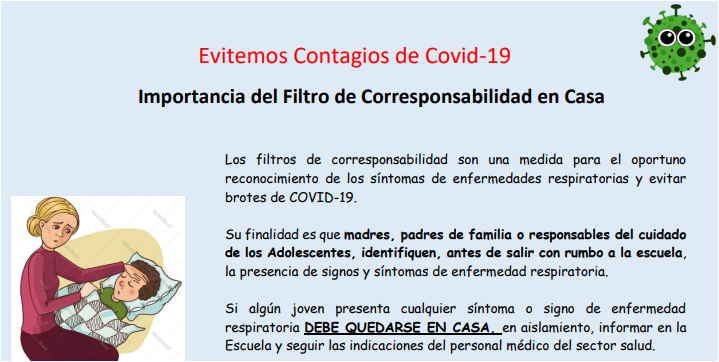 Evitemos Contagios de Covid-19
Importancia del Filtro de Corresponsabilidad en Casa
Los filtros de corresponsabilidad son una medida para el oportuno
reconocimiento de los síntomas de enfermedades respiratorias y evitar
brotes de COVID-19.
Su finalidad es que madres, padres de familia o responsables del cuidado
de los Adolescentes, identifiquen, antes de salir con rumbo a la escuela,
la presencia de signos y síntomas de enfermedad respiratoria.
Si algún joven presenta cualquier síntoma o signo de enfermedad
respiratoria DEBE QUEDARSE EN CASA, en aislamiento, informar en la
Escuela y seguir las indicaciones del personal médico del sector salud.